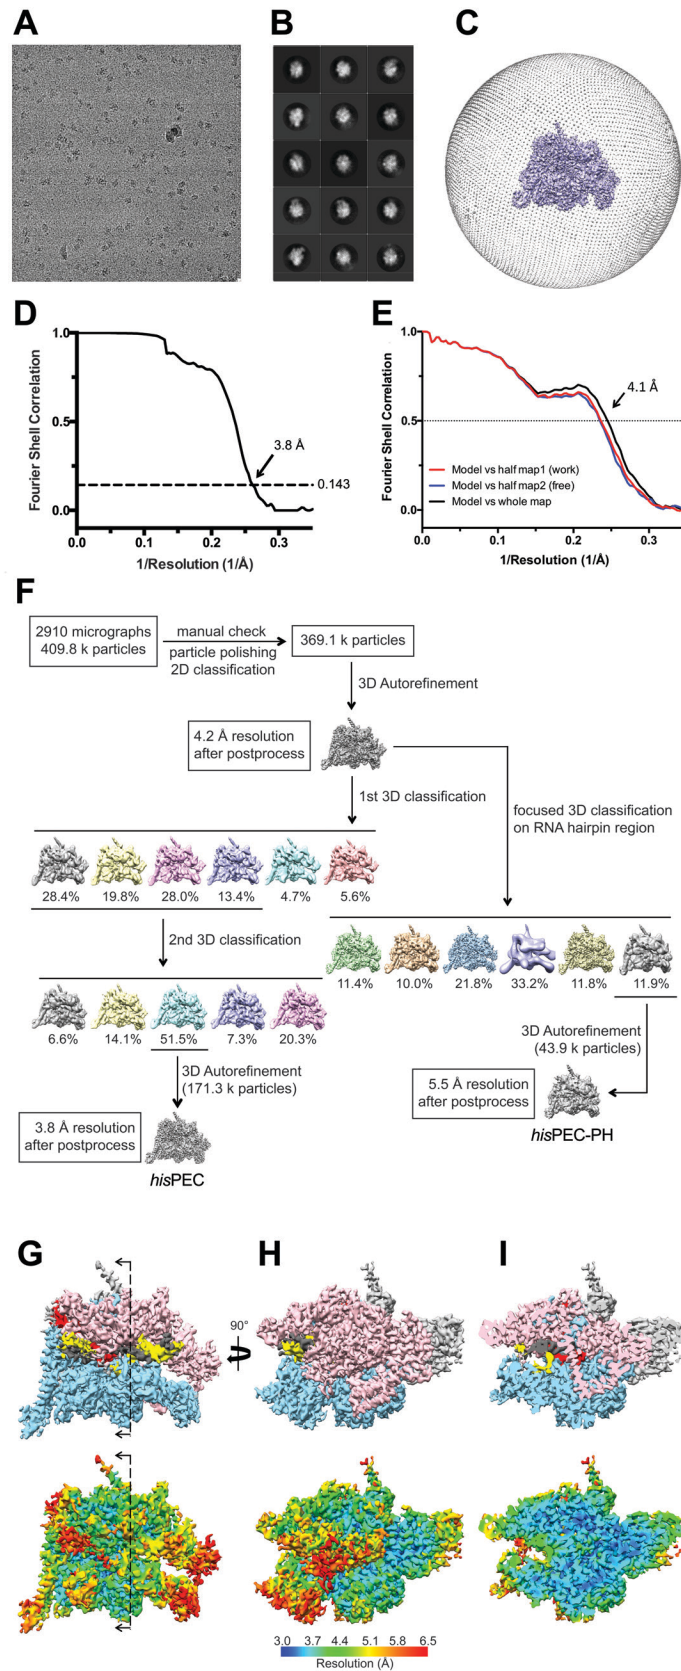 A
B
C
D
E
1.0
0.5
0.0
Fourier Shell Correlation
3.8 Å
0.143
0.0
0.1
0.2
0.3
1/Resolution (1/Å)
1.0
0.5
0.0
Fourier Shell Correlation
4.1 Å
Model vs half map1 (work)
Model vs half map2 (free)
Model vs whole map
0.0
0.1
0.2
0.3
1/Resolution (1/Å)
F
2910 micrographs
409.8 k particles
manual check
particle polishing
2D classification
369.1 k particles
3D Autorefinement
4.2 Å resolution
after postprocess
1st 3D classification
focused 3D classification
on RNA hairpin region
28.4%
19.8%
28.0%
13.4%
4.7%
5.6%
2nd 3D classification
11.4%
10.0%
21.8%
33.2%
11.8%
11.9%
6.6%
14.1%
51.5%
7.3%
20.3%
3D Autorefinement
(43.9 k particles)
3D Autorefinement
(171.3 k particles)
5.5 Å resolution
after postprocess
hisPEC-PH
3.8 Å resolution
after postprocess
hisPEC
G
H
I
90°
3.0 3.7 4.4 5.1 5.8 6.5
Resolution (Å)